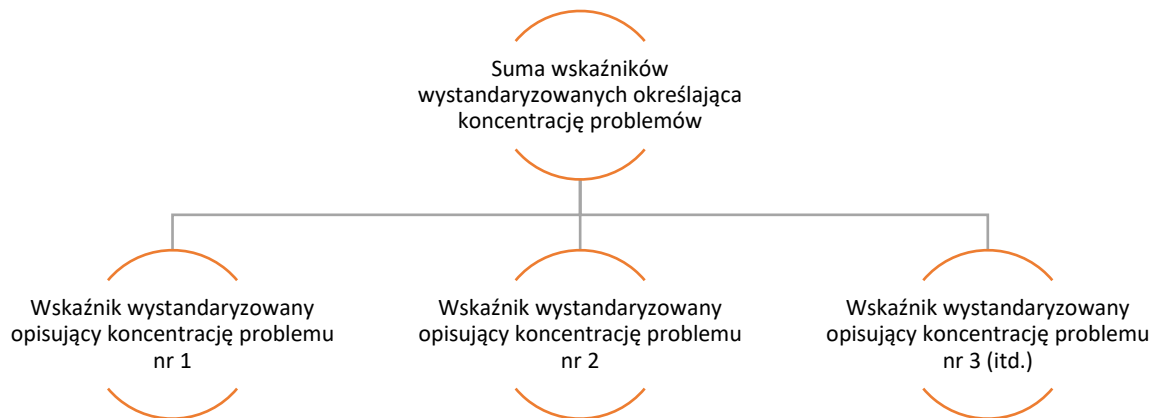 Suma wskaźników
wystandaryzowanych określająca
koncentrację problemów
Wskaźnik wystandaryzowany
opisujący koncentrację problemu
nr 1
Wskaźnik wystandaryzowany
opisujący koncentrację problemu
nr 2
Wskaźnik wystandaryzowany
opisujący koncentrację problemu
nr 3 (itd.)